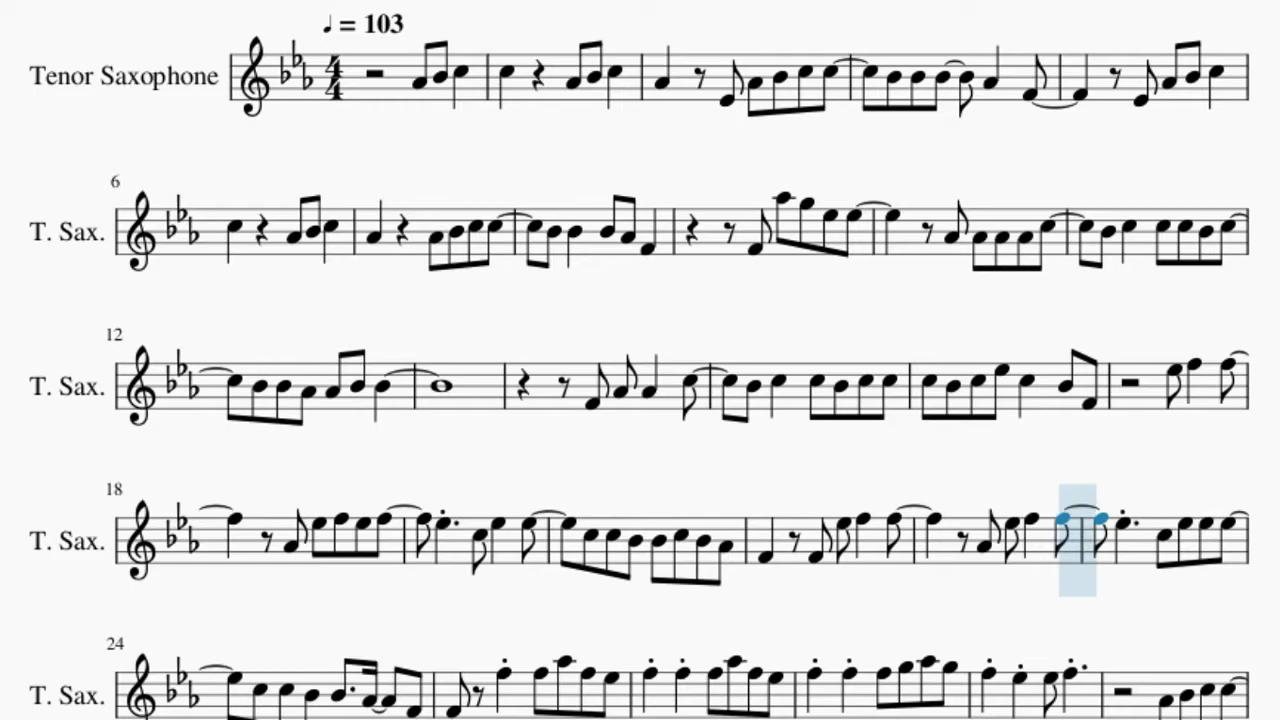 ♩ = 103
Tenor Saxophone
4
4
6
T. Sax.
12
T. Sax.
18
T. Sax.
24
T. Sax.